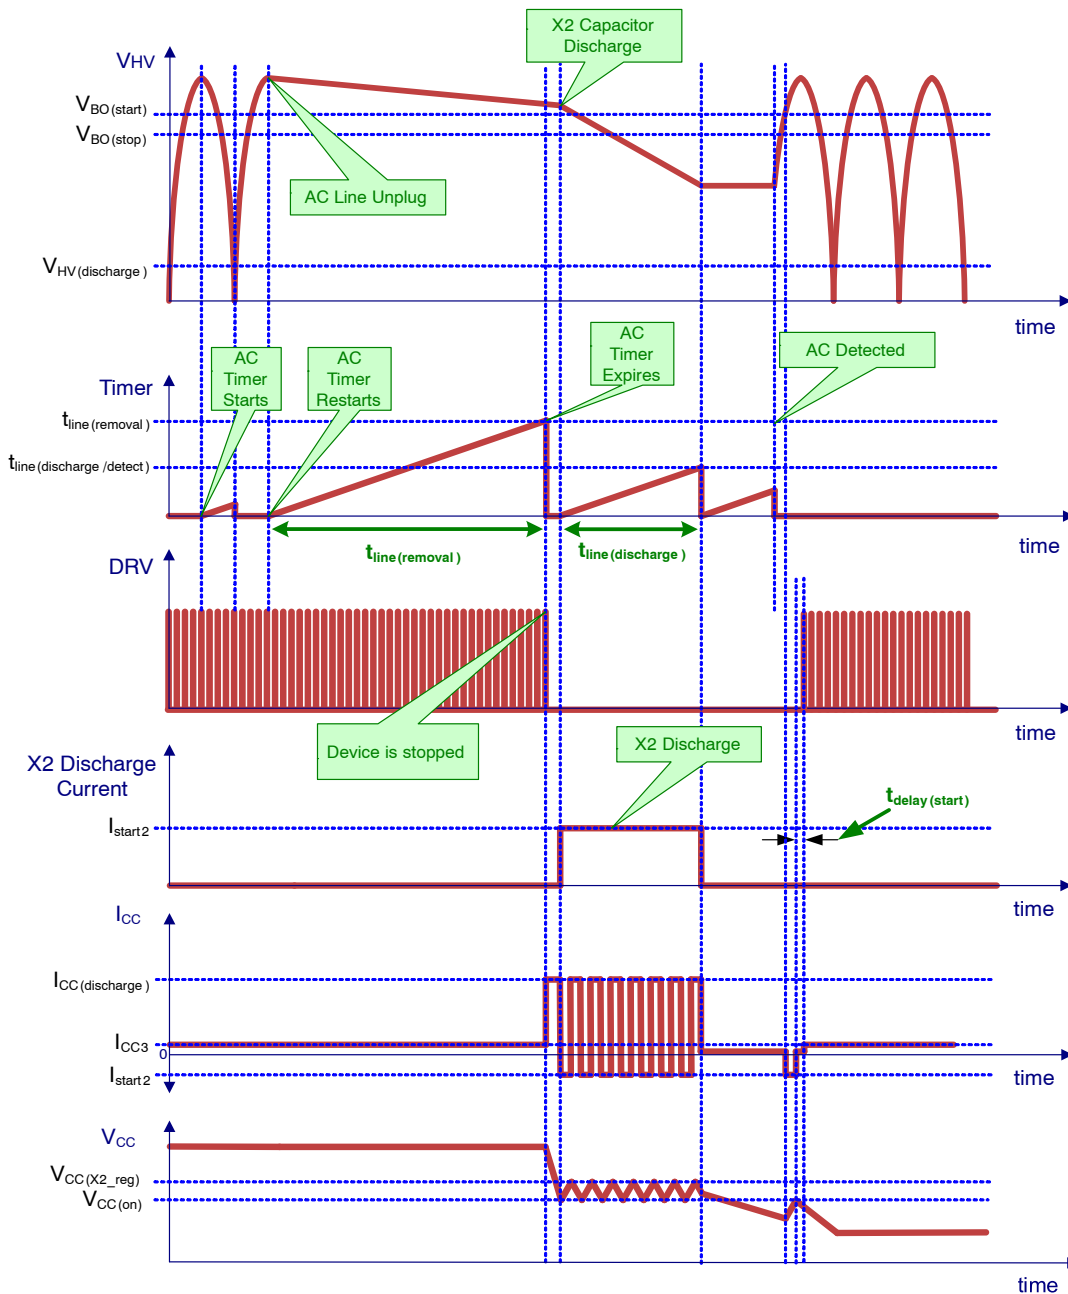 X2 Capacitor
Discharge
VHV
VBO(start)
VBO(stop)
AC Line Unplug
VHV(discharge)
time
AC
Timer
Starts
AC
Timer
Restarts
AC
Timer
Expires
AC Detected
Timer
tline(removal)
tline(discharge/detect)
time
tline(removal)
tline(discharge)
DRV
time
Device is stopped
X2 Discharge
X2 Discharge
Current
Istart2
tdelay(start)
time
ICC
ICC(discharge)
ICC3
0
Istart2
time
VCC
VCC(X2_reg)
VCC(on)
time